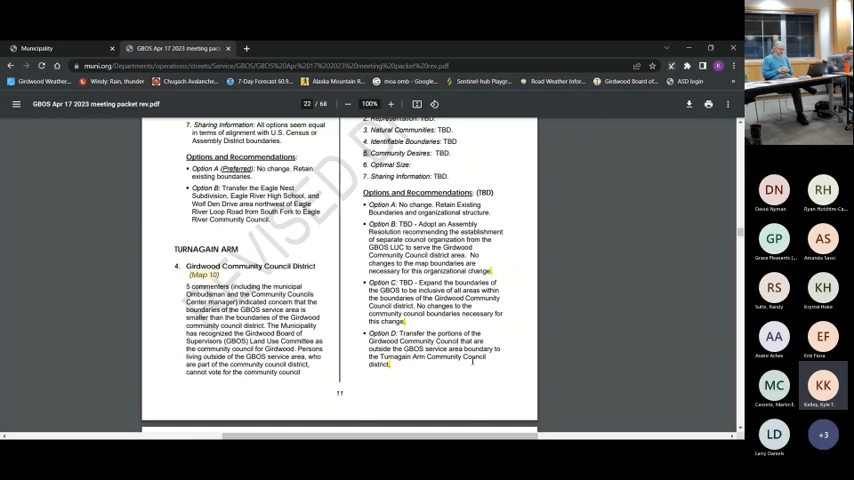 Municipality
GBOS Apr 17 2023 meeting pac
muni.org/Departments/operations/streets/Service/GBOS/GBOS%20Apr%2017%202023%20meeting%20packet%20rev.pdf
Girdwood Weather...
Windy: Rain, thunder
Chugach Avalanche...
7-Day Forecast 60.9...
Alaska Mountain R...
moa omb - Google...
Sentinel-hub Playgr...
Road Weather Infor...
Girdwood Board of...
ASD login
GBOS Apr 17 2023 meeting packet rev.pdf
22 / 68
100%
7. Sharing Information: All options seem equal
in terms of alignment with U.S. Census or
Assembly District boundaries.
Options and Recommendations:
• Option A (Preferred): No change. Retain
existing boundaries.
• Option B: Transfer the Eagle Nest
Subdivision, Eagle River High School, and
Wolf Den Drive area northwest of Eagle
River Loop Road from South Fork to Eagle
River Community Council.
TURNAGAIN ARM
4. Girdwood Community Council District
(Map 10)
5 commenters (including the municipal
Ombudsman and the Community Councils
Center manager) indicated concern that the
boundaries of the GBOS service area is
smaller than the boundaries of the Girdwood
community council district. The Municipality
has recognized the Girdwood Board of
Supervisors (GBOS) Land Use Committee as
the community council for Girdwood. Persons
living outside of the GBOS service area, who
are part of the community council district,
cannot vote for the community council
2. Representation: TBD.
3. Natural Communities: TBD.
4. Identifiable Boundaries: TBD
5. Community Desires: TBD.
6. Optimal Size:
7. Sharing Information: TBD.
Options and Recommendations: (TBD)
• Option A: No change. Retain Existing
Boundaries and organizational structure.
• Option B: TBD - Adopt an Assembly
Resolution recommending the establishment
of separate council organization from the
GBOS LUC to serve the Girdwood
Community Council district area. No
changes to the map boundaries are
necessary for this organizational change.
• Option C: TBD - Expand the boundaries of
the GBOS to be inclusive of all areas within
the boundaries of the Girdwood Community
Council district. No changes to the
community council boundaries necessary for
this change.
• Option D: Transfer the portions of the
Girdwood Community Council that are
outside the GBOS service area boundary to
the Turnagain Arm Community Council
district.
11
REVISED D
DN
David Nyman
RH
Ryan Hutchins-Ca...
GP
Grace Pleasants (...
AS
Amanda Sassi
RS
Sulte, Randy
KH
Krystal Hoke
AA
Andre Achee
EF
Erik Fiora
MC
KK
Kelley, Kyle T.
LD
Larry Daniels
+3